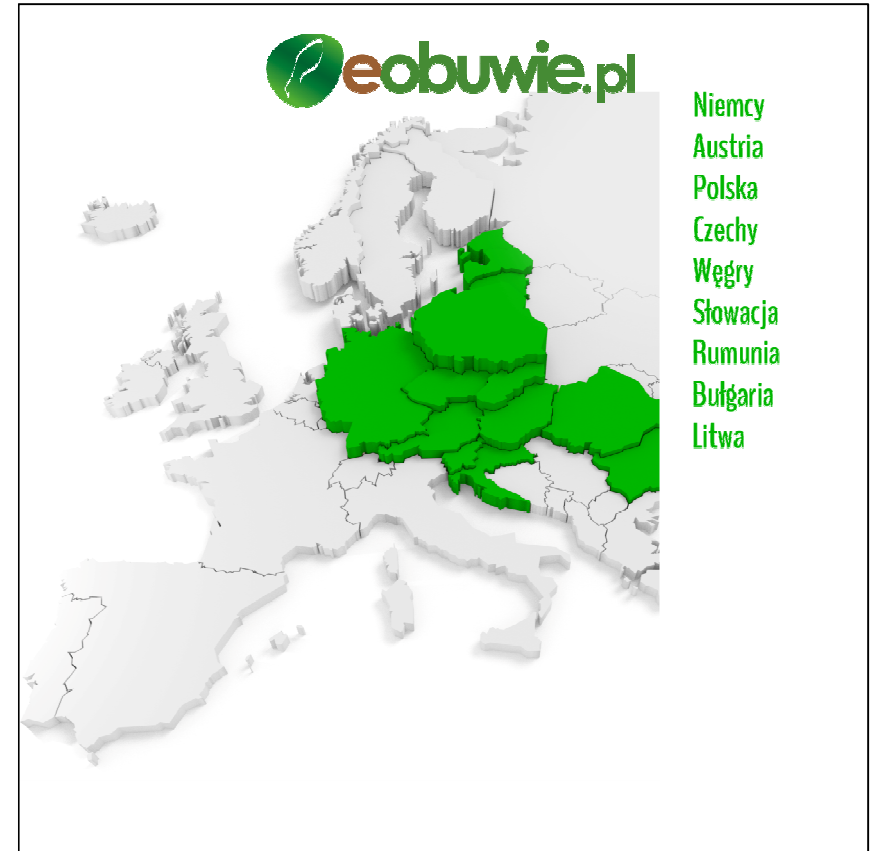 eobuwie.pl
Niemcy
Austria
Polska
Czechy
Węgry
Słowacja
Rumunia
Bułgaria
Litwa